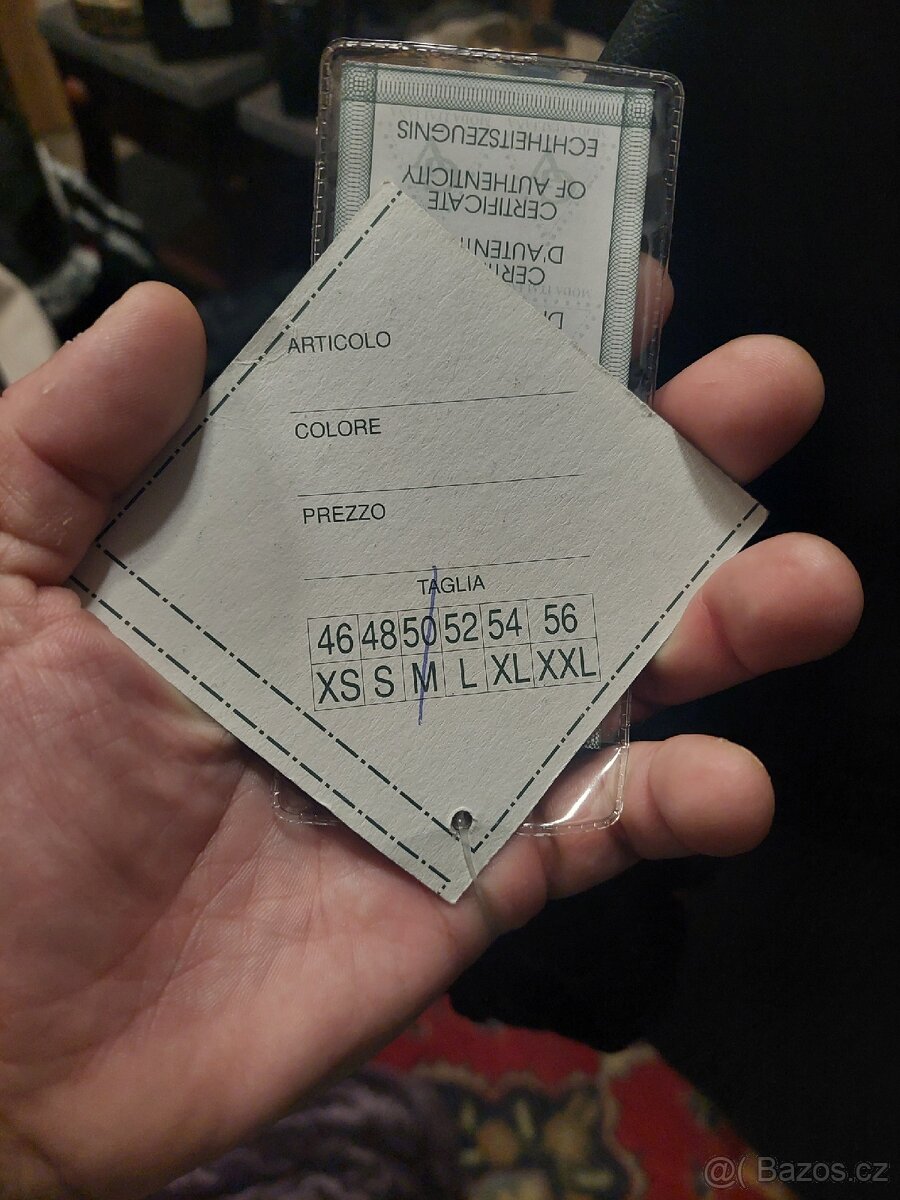 ECHTHEITSZEUGNIS
CERTIFICATE
OF AUTHENTICITY
ARTICOLO
COLORE
PREZZO
TAGLIA
46 48 50 52 54 56
XS S M L XL XXL
@( Bazos.cz